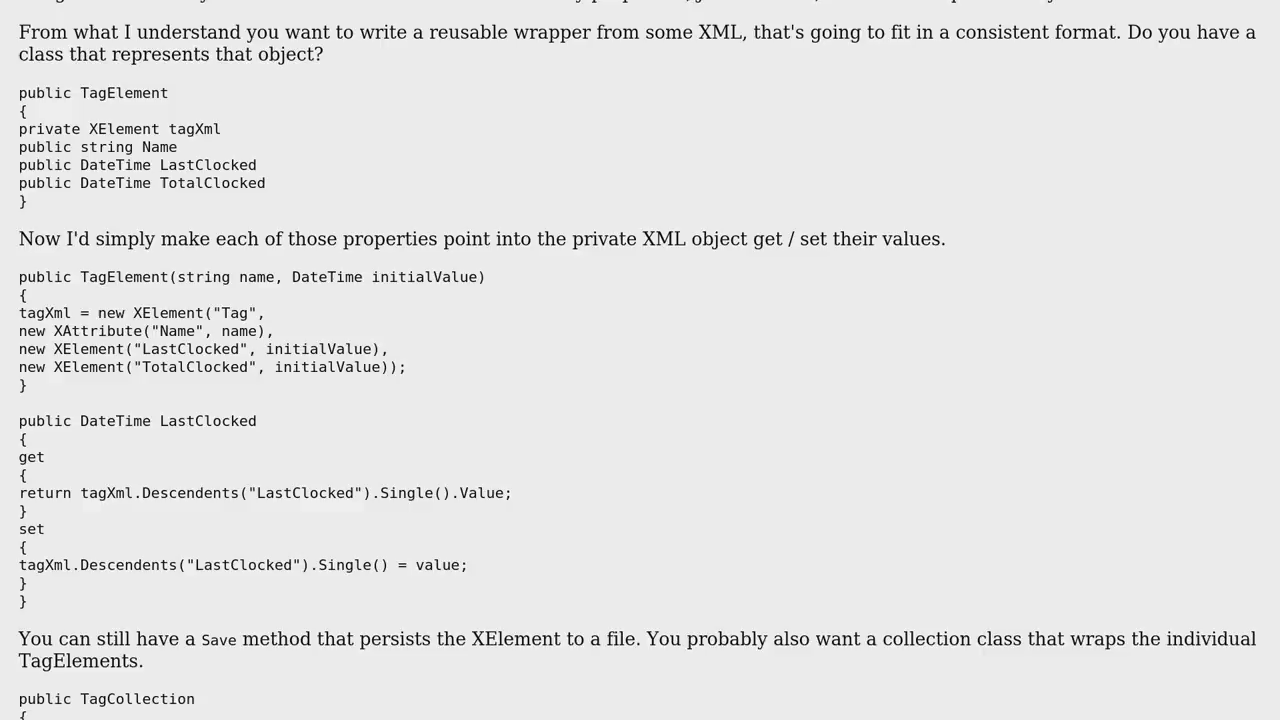 From what I understand you want to write a reusable wrapper from some XML, that's going to fit in a consistent format. Do you have a
class that represents that object?
public TagElement
{
private XElement tagXml
public string Name
public DateTime LastClocked
public DateTime TotalClocked
}
Now I'd simply make each of those properties point into the private XML object get / set their values.
public TagElement(string name, DateTime initialValue)
{
tagXml = new XElement("Tag",
new XAttribute("Name", name),
new XElement("LastClocked", initialValue),
new XElement("TotalClocked", initialValue));
}
public DateTime LastClocked
{
get
{
return tagXml.Descendents("LastClocked").Single().Value;
}
set
{
tagXml.Descendents("LastClocked").Single() = value;
}
}
You can still have a Save method that persists the XElement to a file. You probably also want a collection class that wraps the individual
TagElements.
public TagCollection
{